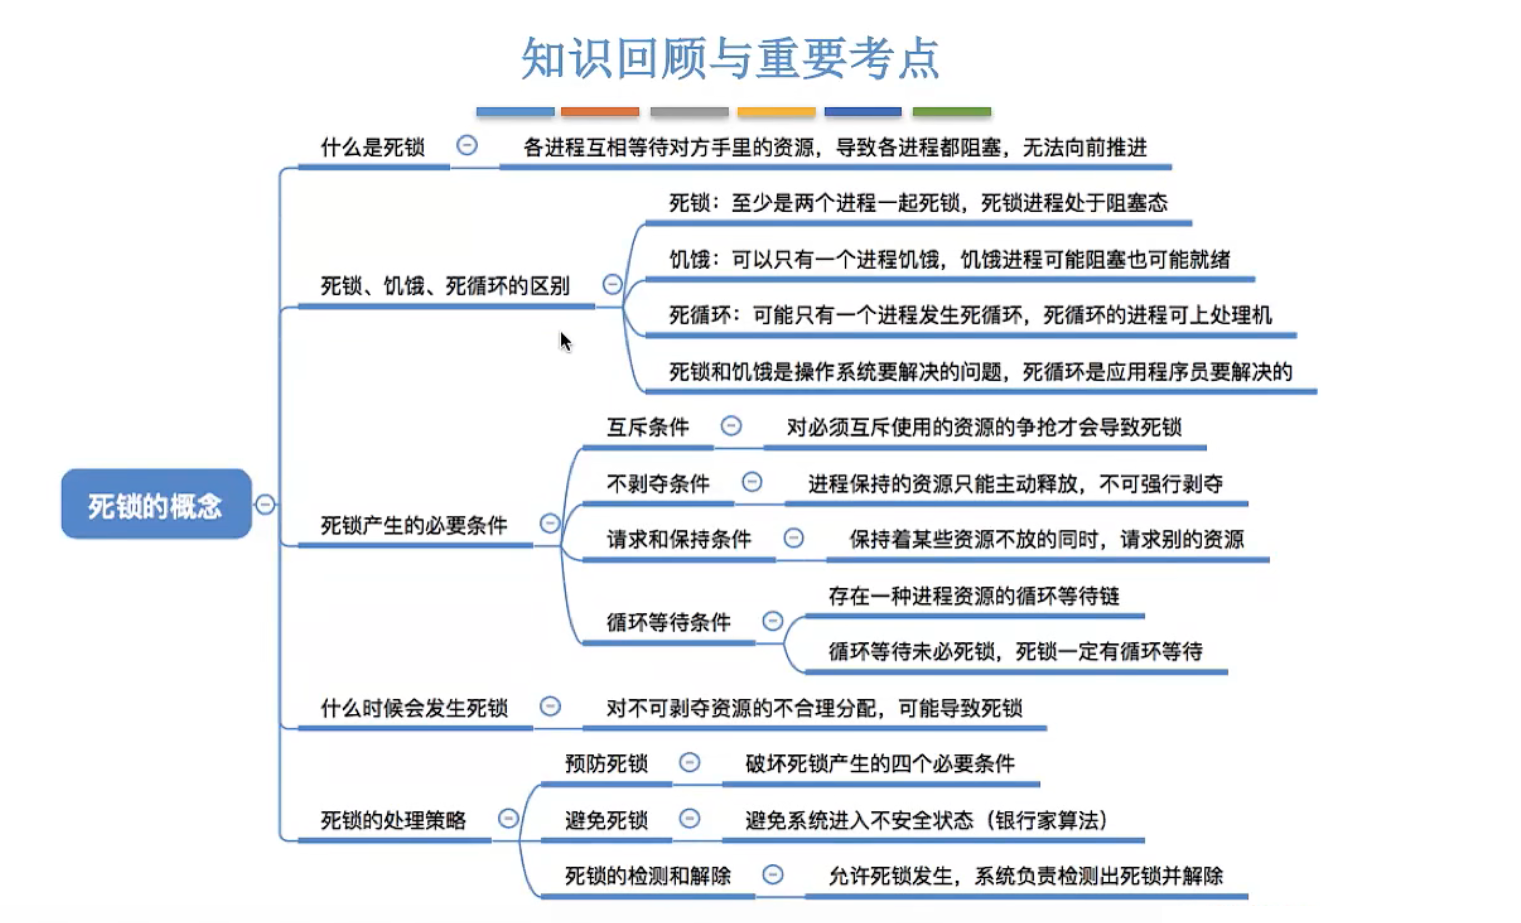 知识回顾与重要考点
什么是死锁
各进程互相等待对方手里的资源，导致各进程都阻塞，无法向前推进
死锁、饥饿、死循环的区别
死锁：至少是两个进程一起死锁，死锁进程处于阻塞态
饥饿：可以只有一个进程饥饿，饥饿进程可能阻塞也可能就绪
死循环：可能只有一个进程发生死循环，死循环的进程可上处理机
死锁和饥饿是操作系统要解决的问题，死循环是应用程序员要解决的
死锁的概念
死锁产生的必要条件
互斥条件
对必须互斥使用的资源的争抢才会导致死锁
不剥夺条件
进程保持的资源只能主动释放，不可强行剥夺
请求和保持条件
保持着某些资源不放的同时，请求别的资源
循环等待条件
存在一种进程资源的循环等待链
循环等待未必死锁，死锁一定有循环等待
什么时候会发生死锁
对不可剥夺资源的不合理分配，可能导致死锁
死锁的处理策略
预防死锁
破坏死锁产生的四个必要条件
避免死锁
避免系统进入不安全状态（银行家算法）
死锁的检测和解除
允许死锁发生，系统负责检测出死锁并解除